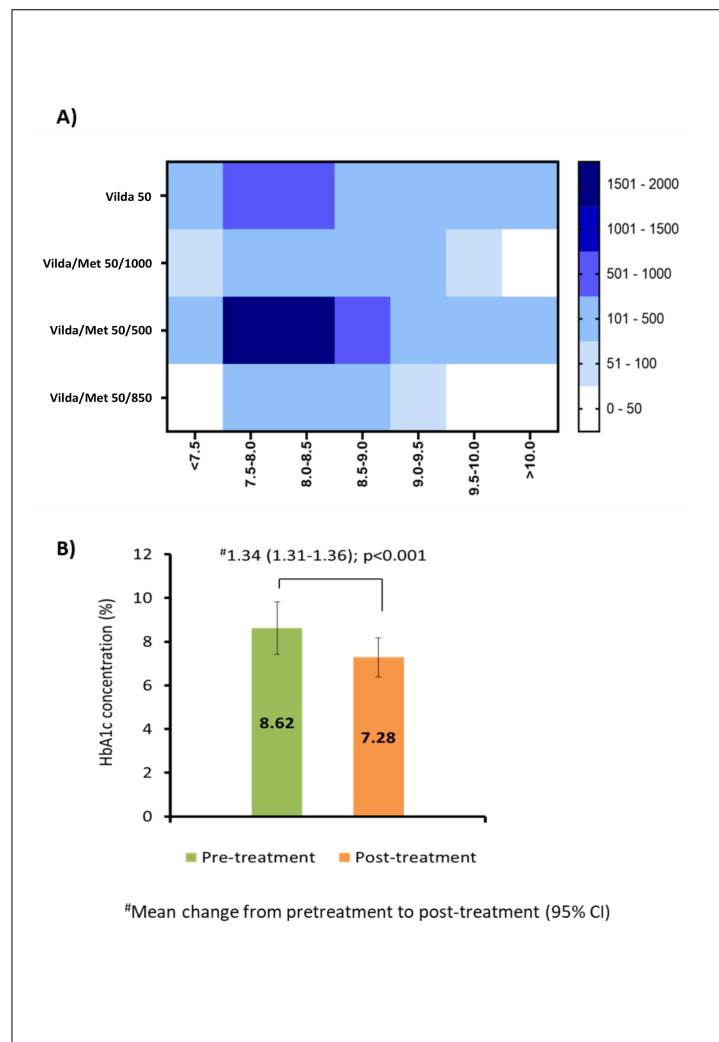 A)
Vilda 50
Vilda/Met 50/1000
Vilda/Met 50/500
Vilda/Met 50/850
<7.5
7.5-8.0
8.0-8.5
8.5-9.0
9.0-9.5
9.5-10.0
>10.0
1501 - 2000
1001 - 1500
501 - 1000
101 - 500
51 - 100
0 - 50
B)
#1.34 (1.31-1.36); p<0.001
HbA1c concentration (%)
12
10
8
6
4
2
0
8.62
7.28
Pre-treatment
Post-treatment
#Mean change from pretreatment to post-treatment (95% CI)